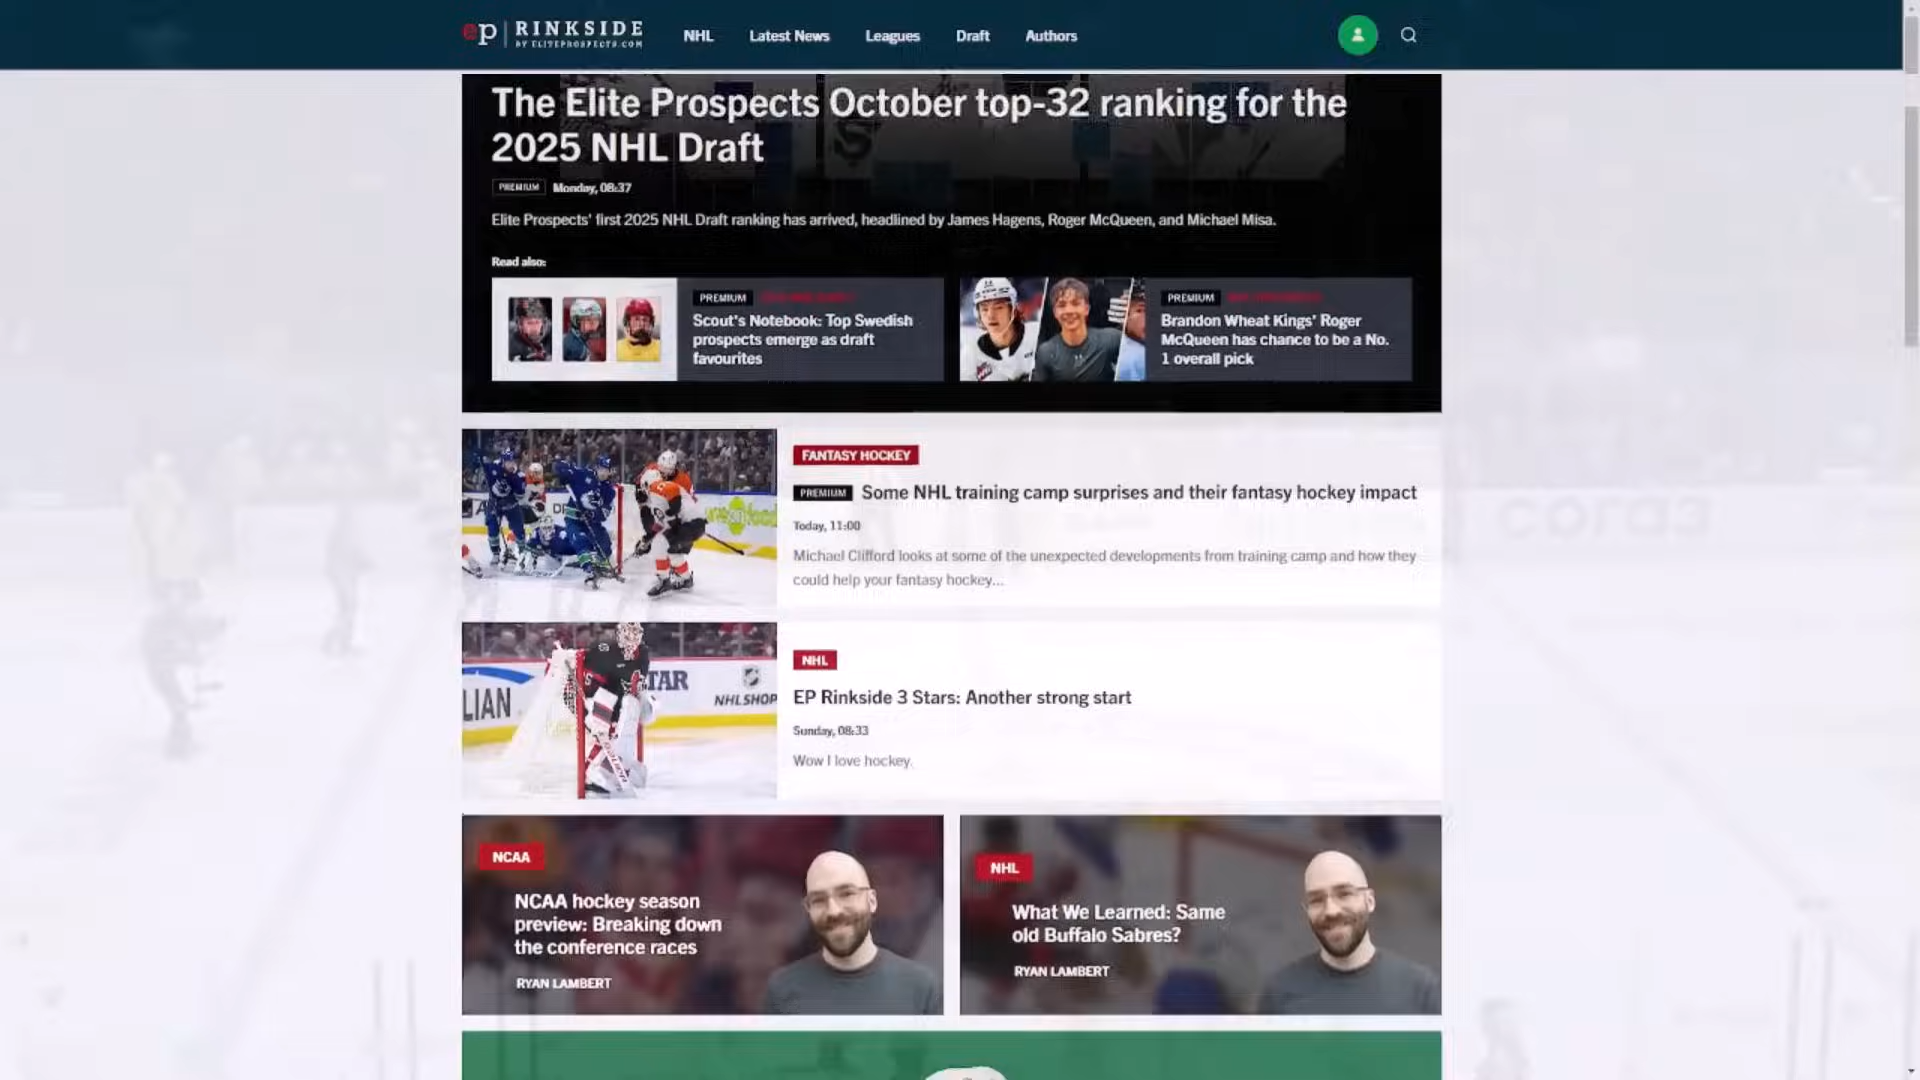 ep RINKSIDE
BY ELITEPROSPECTS.COM
NHL
Latest News
Leagues
Draft
Authors
The Elite Prospects October top-32 ranking for the
2025 NHL Draft
PREMIUM Monday, 08:37
Elite Prospects' first 2025 NHL Draft ranking has arrived, headlined by James Hagens, Roger McQueen, and Michael Misa.
Read also:
PREMIUM
Scout's Notebook: Top Swedish
prospects emerge as draft
favourites
PREMIUM
Brandon Wheat Kings' Roger
McQueen has chance to be a No.
1 overall pick
FANTASY HOCKEY
PREMIUM Some NHL training camp surprises and their fantasy hockey impact
Today, 11:00
Michael Clifford looks at some of the unexpected developments from training camp and how they
could help your fantasy hockey...
LIAN
TAR
NHL SHOP
NHL
EP Rinkside 3 Stars: Another strong start
Sunday, 08:33
Wow I love hockey.
NCAA
NCAA hockey season
preview: Breaking down
the conference races
RYAN LAMBERT
NHL
What We Learned: Same
old Buffalo Sabres?
RYAN LAMBERT